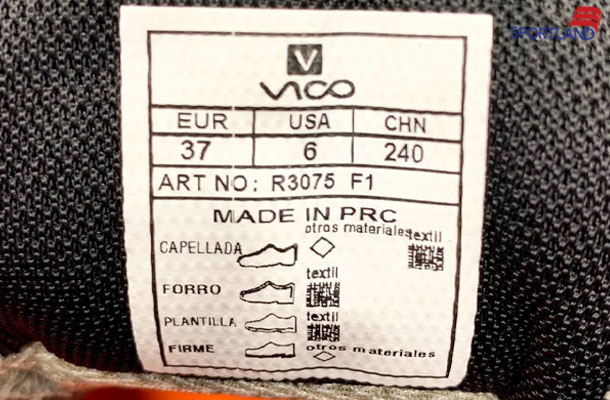 SPORTLAND
V
VICO
EUR USA CHN
37 6 240
ART NO: R3075 F1
MADE IN PRC
CAPELLADA otros materiales textil
FORRO textil
PLANTILLA textil
FIRME otros materiales